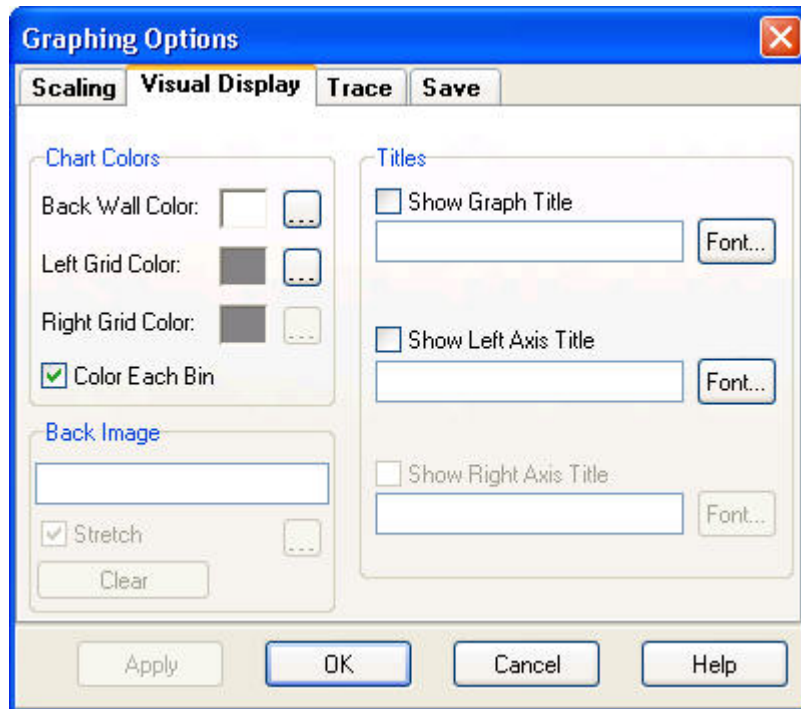 Graphing Options
Scaling Visual Display Trace Save
Chart Colors
Back Wall Color: ...
Left Grid Color: ...
Right Grid Color: ...
Color Each Bin
Back Image
Stretch ...
Clear
Titles
Show Graph Title
Font...
Show Left Axis Title
Font...
Show Right Axis Title
Font...
Apply OK Cancel Help